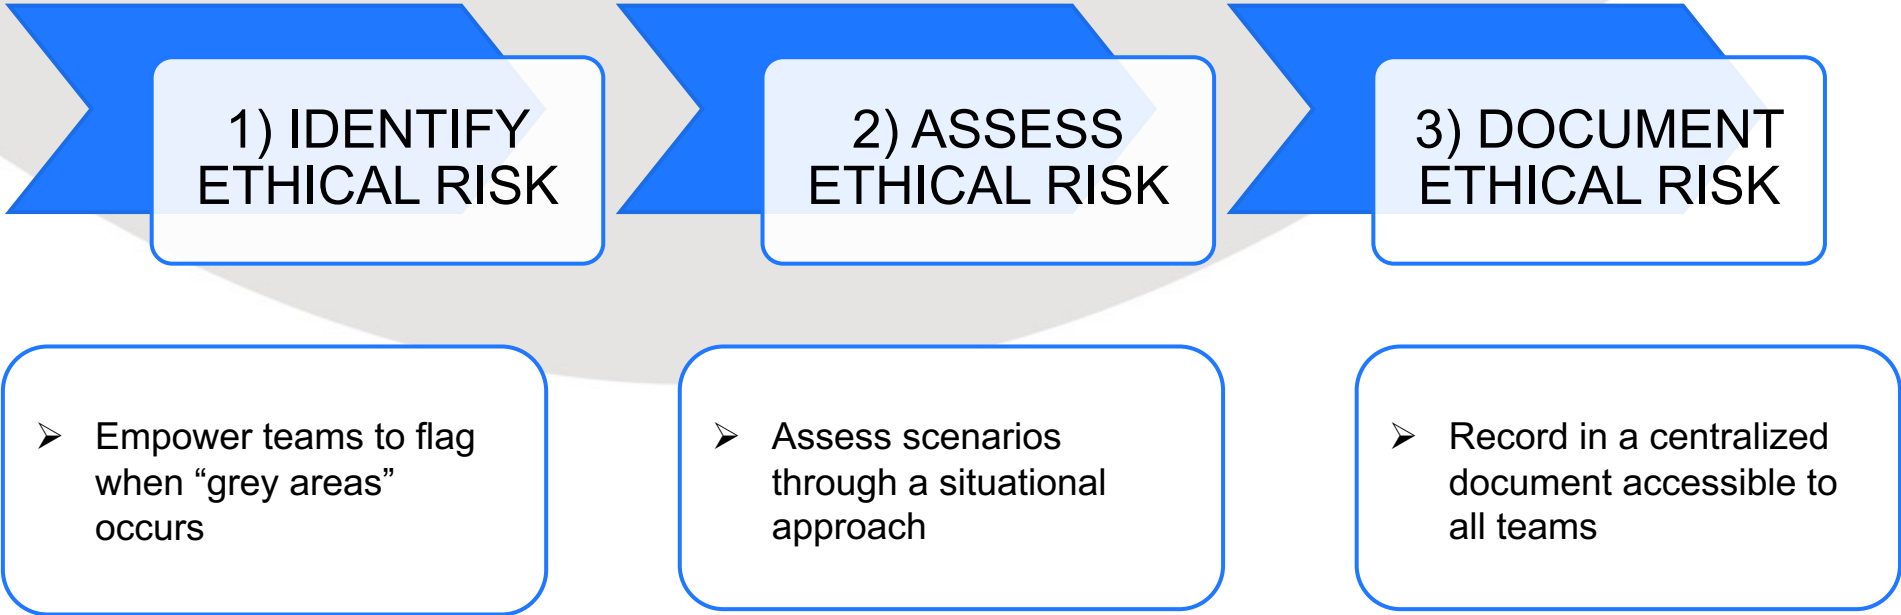 1) IDENTIFY
ETHICAL RISK
2) ASSESS
ETHICAL RISK
3) DOCUMENT
ETHICAL RISK
➢ Empower teams to flag
when “grey areas”
occurs
➢ Assess scenarios
through a situational
approach
➢ Record in a centralized
document accessible to
all teams